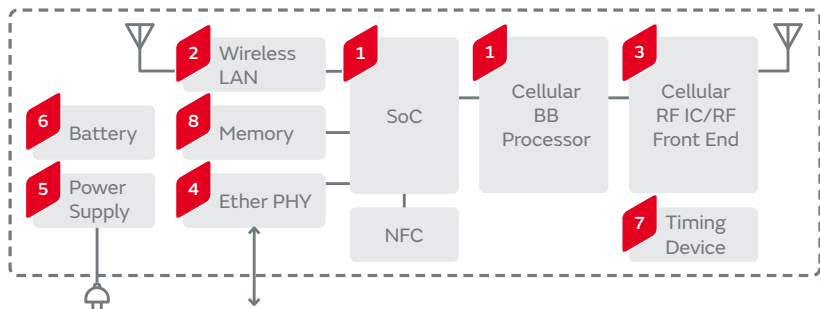 2
Wireless
LAN
1
SoC
1
Cellular
BB
Processor
3
Cellular
RF IC/RF
Front End
6
Battery
8
Memory
5
Power
Supply
4
Ether PHY
NFC
7
Timing
Device